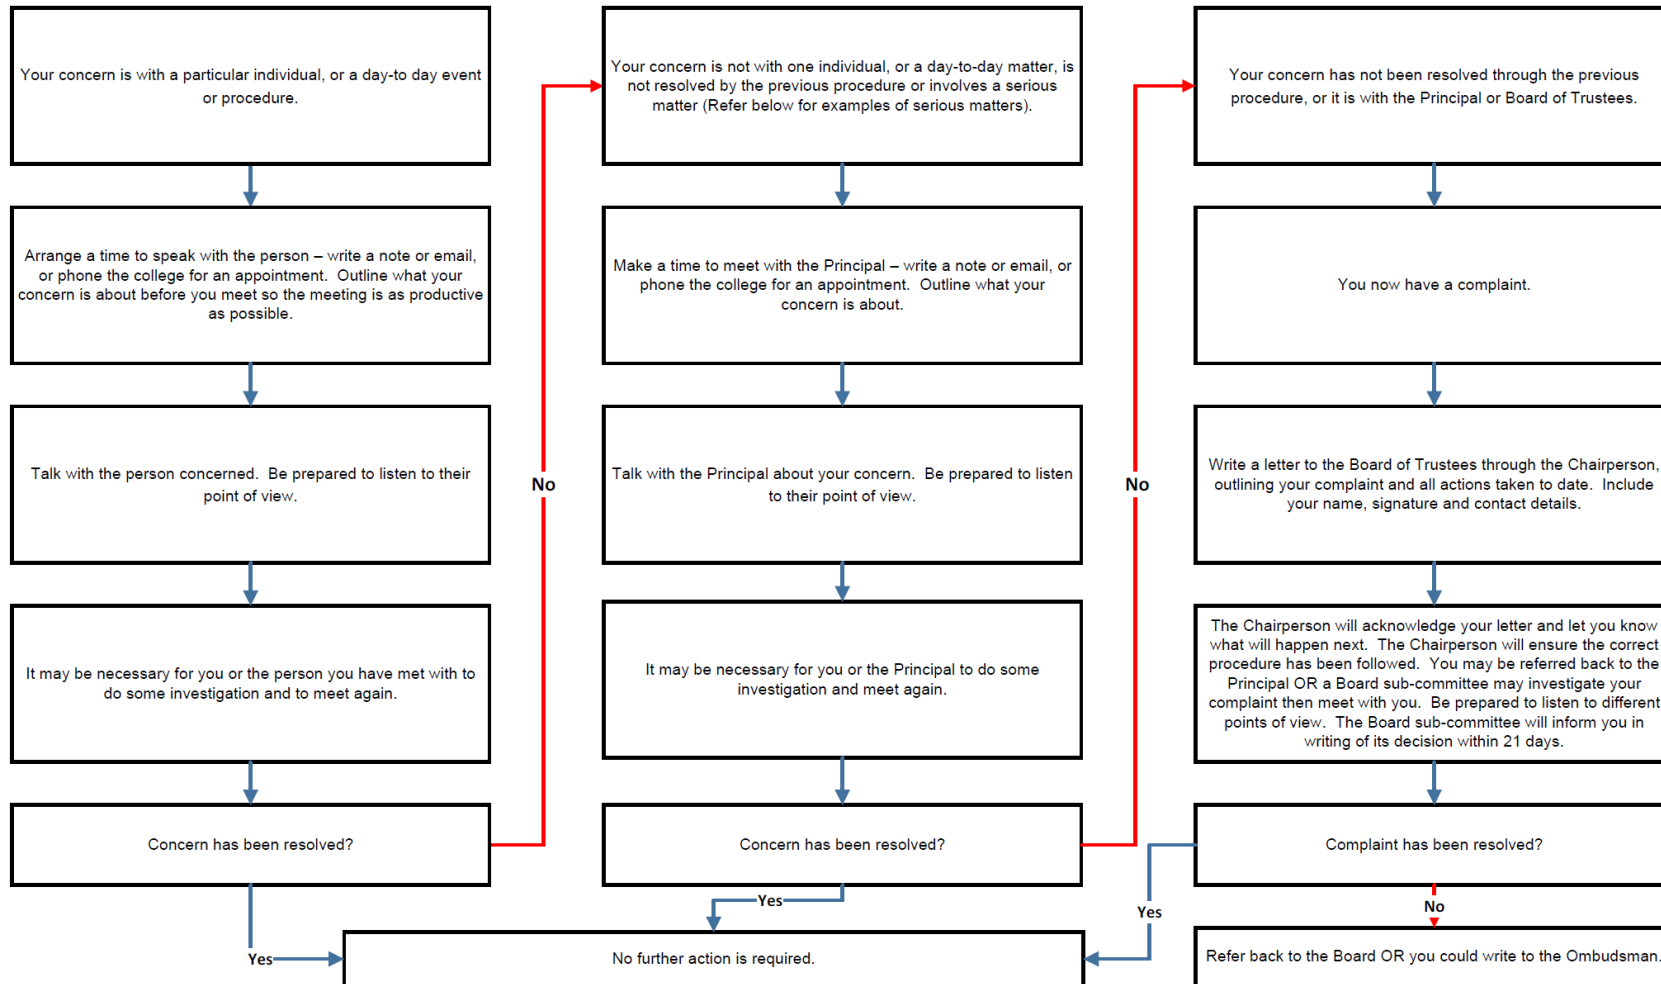 Your concern is with a particular individual, or a day-to day event
or procedure.
Arrange a time to speak with the person – write a note or email,
or phone the college for an appointment.  Outline what your
concern is about before you meet so the meeting is as productive
as possible.
Talk with the person concerned.  Be prepared to listen to their
point of view.
It may be necessary for you or the person you have met with to
do some investigation and to meet again.
Concern has been resolved?
Yes
No
Your concern is not with one individual, or a day-to-day matter, is
not resolved by the previous procedure or involves a serious
matter (Refer below for examples of serious matters).
Make a time to meet with the Principal – write a note or email, or
phone the college for an appointment.  Outline what your
concern is about.
Talk with the Principal about your concern.  Be prepared to listen
to their point of view.
It may be necessary for you or the Principal to do some
investigation and meet again.
Concern has been resolved?
Yes
No
Your concern has not been resolved through the previous
procedure, or it is with the Principal or Board of Trustees.
You now have a complaint.
Write a letter to the Board of Trustees through the Chairperson,
outlining your complaint and all actions taken to date.  Include
your name, signature and contact details.
The Chairperson will acknowledge your letter and let you know
what will happen next.  The Chairperson will ensure the correct
procedure has been followed.  You may be referred back to the
Principal OR a Board sub-committee may investigate your
complaint then meet with you.  Be prepared to listen to different
points of view.  The Board sub-committee will inform you in
writing of its decision within 21 days.
Complaint has been resolved?
Yes
No
No further action is required.
Refer back to the Board OR you could write to the Ombudsman.